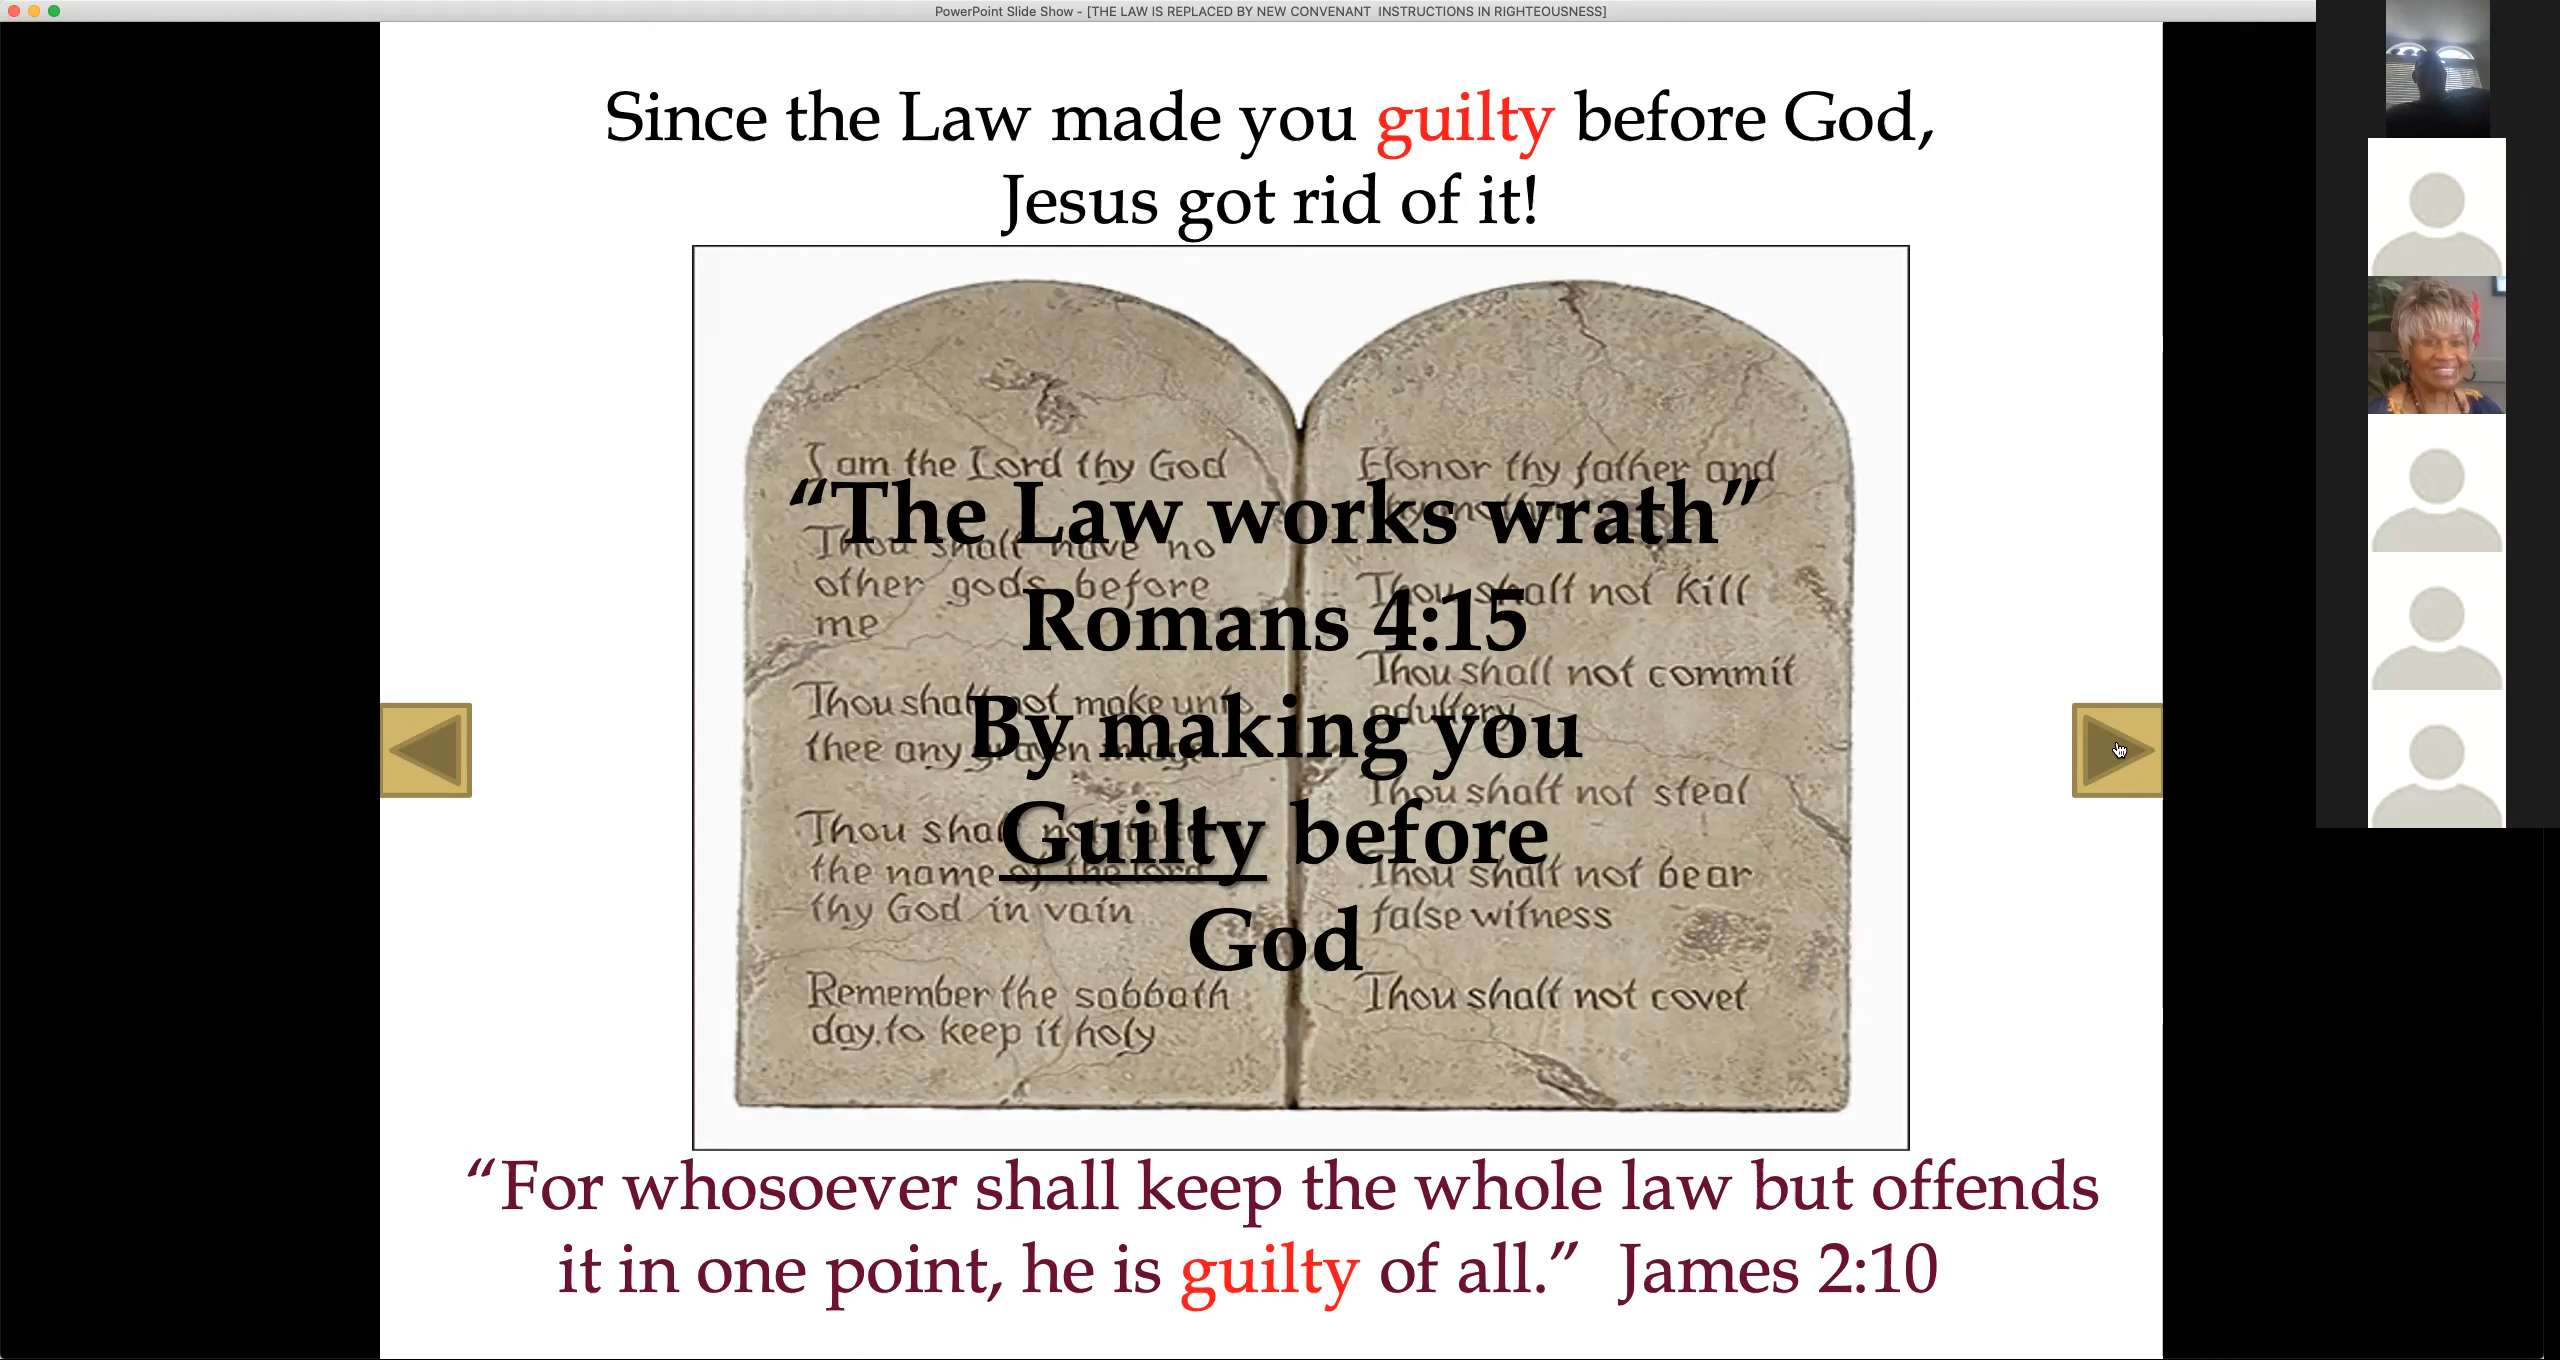 PowerPoint Slide Show - [THE LAW IS REPLACED BY NEW CONVENANT INSTRUCTIONS IN RIGHTEOUSNESS]
Since the Law made you guilty before God,
Jesus got rid of it!
I am the Lord thy God
Thou shalt have no
other gods before
me
Thou shalt not make unto
thee any graven image
Thou shalt not take
the name of the Lord
thy God in vain
Remember the sabbath
day.to keep it holy
Honor thy father and
thy mother
Thou shalt not kill
Thou shall not commit
adultery
Thou shalt not steal
Thou shalt not bear
false witness
Thou shalt not covet
“The Law works wrath”
Romans 4:15
By making you
Guilty before
God
“For whosoever shall keep the whole law but offends
it in one point, he is guilty of all.” James 2:10